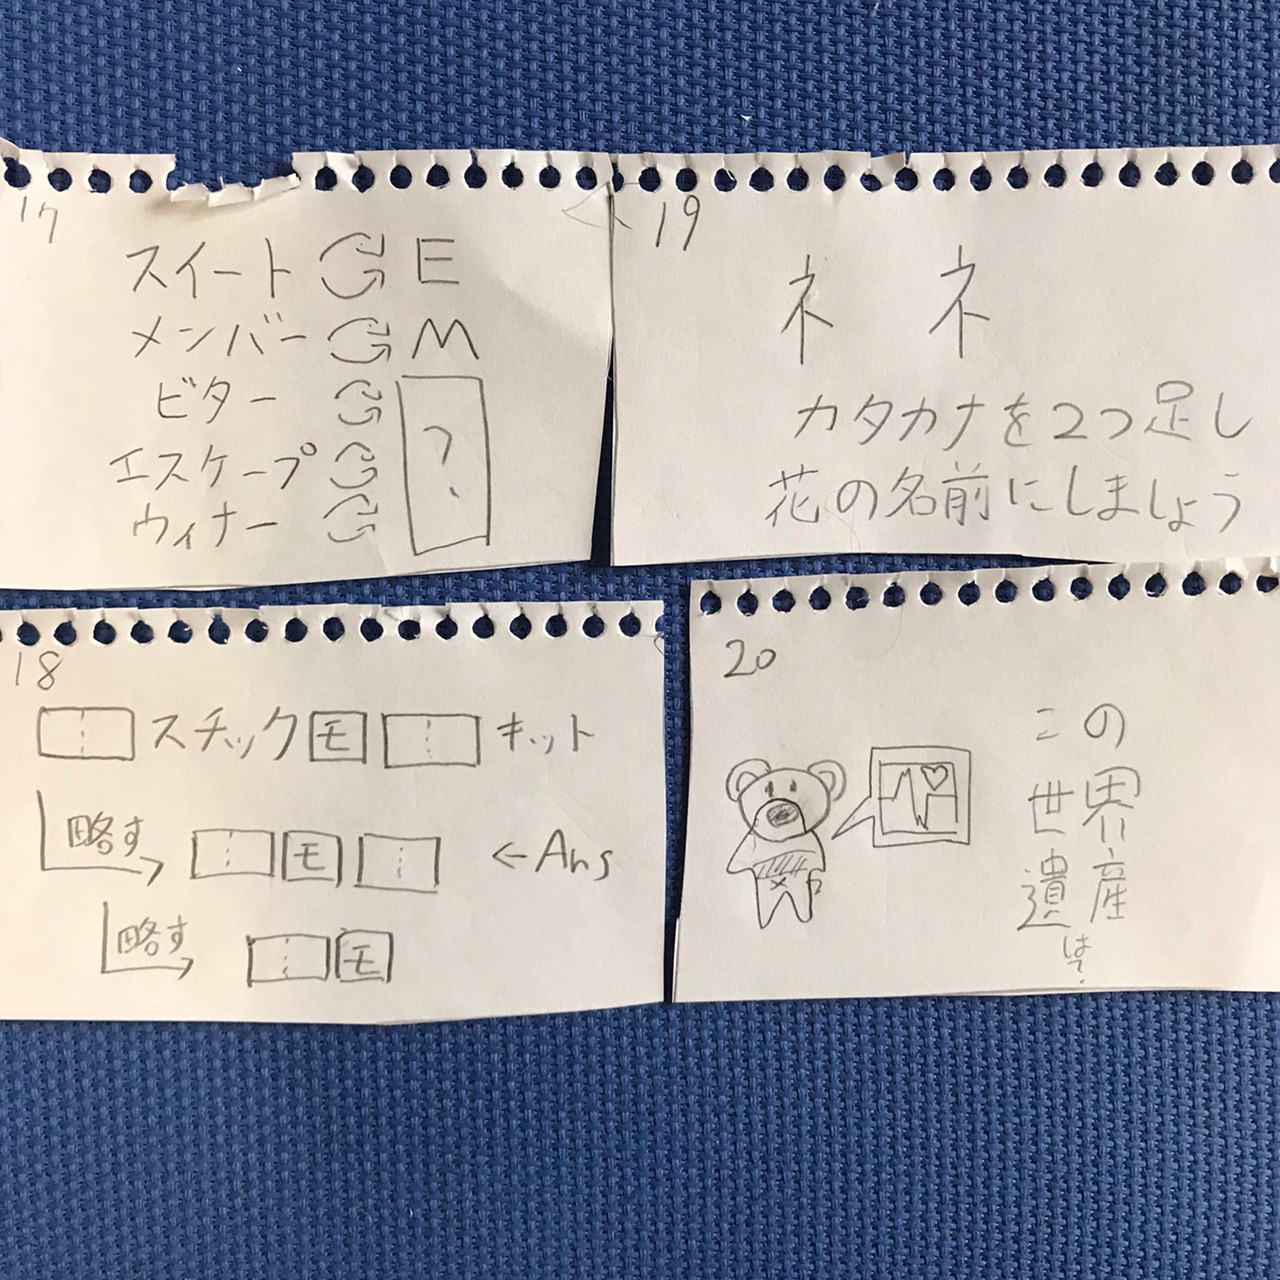 17
スイート E
メンバー M
ビター
エスケープ ?
ウィナー
19
ネ ネ
カタカナを2つ足し
花の名前にしましょう
18
スチック モ キット
略す モ ←Ans
略す モ
20
この
世界
遺産
は?